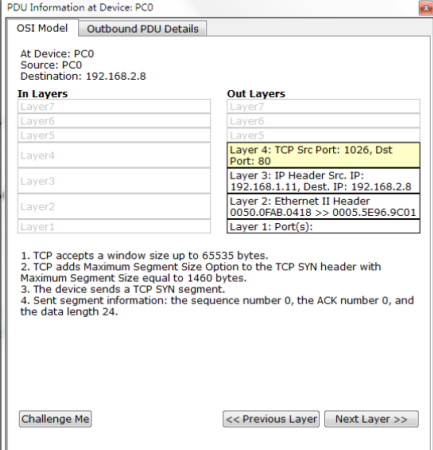 PDU Information at Device: PC0
OSI Model
Outbound PDU Details
At Device: PC0
Source: PC0
Destination: 192.168.2.8
In Layers
Layer7
Layer6
Layer5
Layer4
Layer3
Layer2
Layer1
Out Layers
Layer7
Layer6
Layer5
Layer 4: TCP Src Port: 1026, Dst
Port: 80
Layer 3: IP Header Src. IP:
192.168.1.11, Dest. IP: 192.168.2.8
Layer 2: Ethernet II Header
0050.0FAB.0418 >> 0005.5E96.9C01
Layer 1: Port(s):
1. TCP accepts a window size up to 65535 bytes.
2. TCP adds Maximum Segment Size Option to the TCP SYN header with
Maximum Segment Size equal to 1460 bytes.
3. The device sends a TCP SYN segment.
4. Sent segment information: the sequence number 0, the ACK number 0, and
the data length 24.
Challenge Me
<< Previous Layer
Next Layer >>